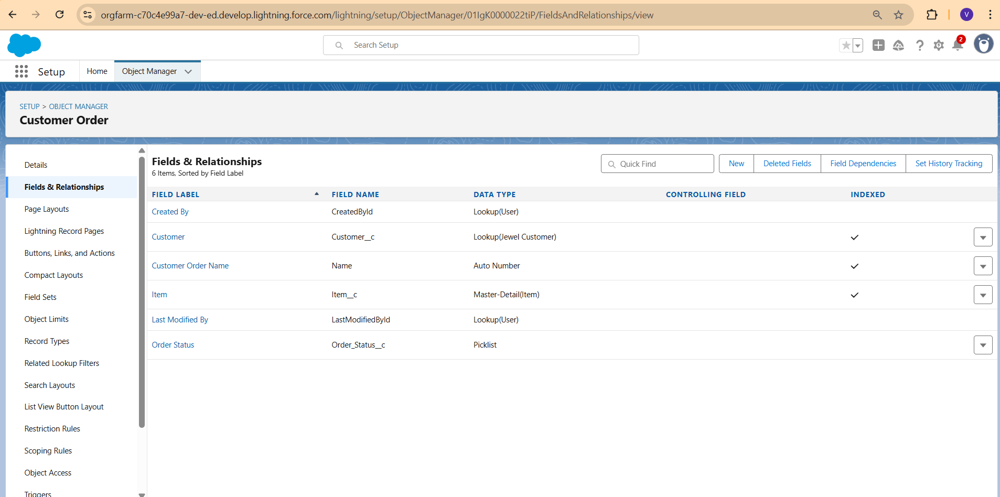 orgfarm-c70c4e99a7-dev-ed.develop.lightning.force.com/lightning/setup/ObjectManager/01IgK0000022tiP/FieldsAndRelationships/view
V
Search Setup
2
Setup
Home
Object Manager
SETUP > OBJECT MANAGER
Customer Order
Details
Fields & Relationships
Page Layouts
Lightning Record Pages
Buttons, Links, and Actions
Compact Layouts
Field Sets
Object Limits
Record Types
Related Lookup Filters
Search Layouts
List View Button Layout
Restriction Rules
Scoping Rules
Object Access
Triggers
Fields & Relationships
6 Items, Sorted by Field Label
Quick Find
New
Deleted Fields
Field Dependencies
Set History Tracking
FIELD LABEL FIELD NAME DATA TYPE CONTROLLING FIELD INDEXED
Created By CreatedById Lookup(User)
Customer Customer__c Lookup(Jewel Customer)
Customer Order Name Name Auto Number
Item Item__c Master-Detail(Item)
Last Modified By LastModifiedById Lookup(User)
Order Status Order_Status__c Picklist